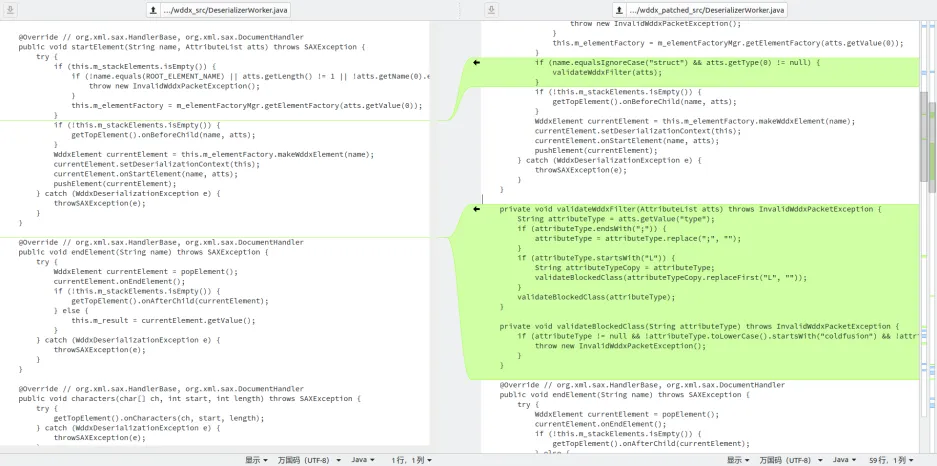 .../wddx_src/DeserializerWorker.java
@Override // org.xml.sax.HandlerBase, org.xml.sax.DocumentHandler
public void startElement(String name, AttributeList atts) throws SAXException {
try {
if (this.m_stackElements.isEmpty()) {
if (!name.equals(ROOT_ELEMENT_NAME) || atts.getLength() != 1 || !atts.getName(0).e
throw new InvalidWddxPacketException();
}
this.m_elementFactory = m_elementFactoryMgr.getElementFactory(atts.getValue(0));
}
if (!this.m_stackElements.isEmpty()) {
getTopElement().onBeforeChild(name, atts);
}
WddxElement currentElement = this.m_elementFactory.makeWddxElement(name);
currentElement.setDeserializationContext(this);
currentElement.onStartElement(name, atts);
pushElement(currentElement);
} catch (WddxDeserializationException e) {
throwSAXException(e);
}
}
@Override // org.xml.sax.HandlerBase, org.xml.sax.DocumentHandler
public void endElement(String name) throws SAXException {
try {
WddxElement currentElement = popElement();
currentElement.onEndElement();
if (!this.m_stackElements.isEmpty()) {
getTopElement().onAfterChild(currentElement);
} else {
this.m_result = currentElement.getValue();
}
} catch (WddxDeserializationException e) {
throwSAXException(e);
}
}
@Override // org.xml.sax.HandlerBase, org.xml.sax.DocumentHandler
public void characters(char[] ch, int start, int length) throws SAXException {
try {
getTopElement().onCharacters(ch, start, length);
} catch (WddxDeserializationException e) {
throwSAXException(e);
显示 万国码 (UTF-8) Java 1 行，1 列
.../wddx_patched_src/DeserializerWorker.java
throw new InvalidWddxPacketException();
}
this.m_elementFactory = m_elementFactoryMgr.getElementFactory(atts.getValue(0));
}
if (name.equalsIgnoreCase("struct") && atts.getType(0) != null) {
validateWddxFilter(atts);
}
if (!this.m_stackElements.isEmpty()) {
getTopElement().onBeforeChild(name, atts);
}
WddxElement currentElement = this.m_elementFactory.makeWddxElement(name);
currentElement.setDeserializationContext(this);
currentElement.onStartElement(name, atts);
pushElement(currentElement);
} catch (WddxDeserializationException e) {
throwSAXException(e);
}
}
private void validateWddxFilter(AttributeList atts) throws InvalidWddxPacketException {
String attributeType = atts.getValue("type");
if (attributeType.endsWith(";")) {
attributeType = attributeType.replace(";", "");
}
if (attributeType.startsWith("L")) {
String attributeTypeCopy = attributeType;
validateBlockedClass(attributeTypeCopy.replaceFirst("L", ""));
}
validateBlockedClass(attributeType);
}
private void validateBlockedClass(String attributeType) throws InvalidWddxPacketException {
if (attributeType != null && !attributeType.toLowerCase().startsWith("coldfusion") && !attr
throw new InvalidWddxPacketException();
}
}
@Override // org.xml.sax.HandlerBase, org.xml.sax.DocumentHandler
public void endElement(String name) throws SAXException {
try {
WddxElement currentElement = popElement();
currentElement.onEndElement();
if (!this.m_stackElements.isEmpty()) {
getTopElement().onAfterChild(currentElement);
} else {
显示 万国码 (UTF-8) Java 59 行，1 列